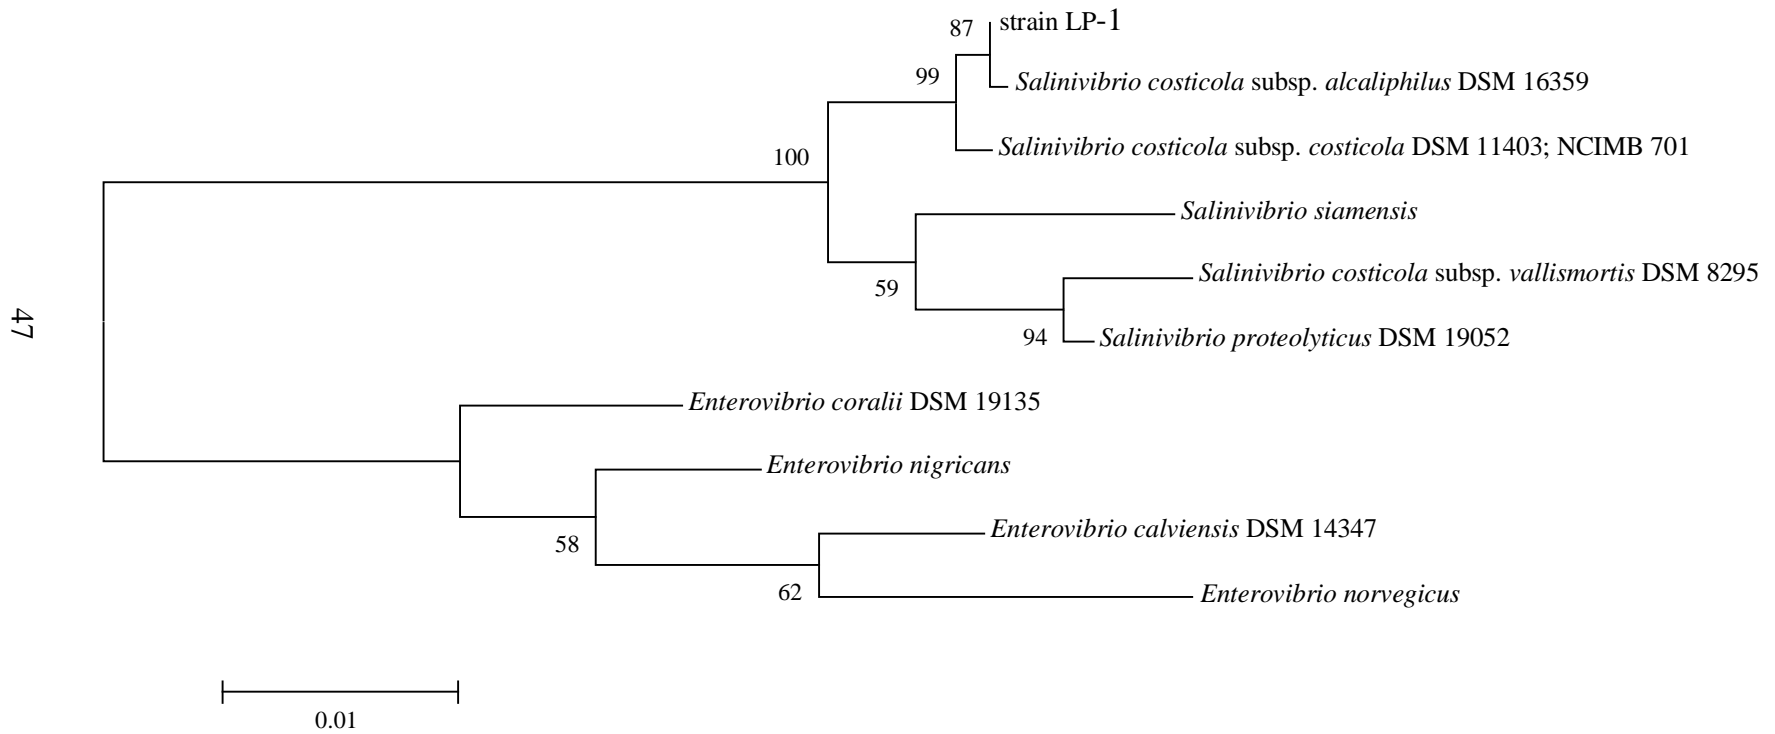 87 strain LP-1
99 Salinivibrio costicola subsp. alcaliphilus DSM 16359
Salinivibrio costicola subsp. costicola DSM 11403; NCIMB 701
100
Salinivibrio siamensis
Salinivibrio costicola subsp. vallismortis DSM 8295
59
94 Salinivibrio proteolyticus DSM 19052
47
Enterovibrio coralii DSM 19135
Enterovibrio nigricans
Enterovibrio calviensis DSM 14347
58
62 Enterovibrio norvegicus
0.01